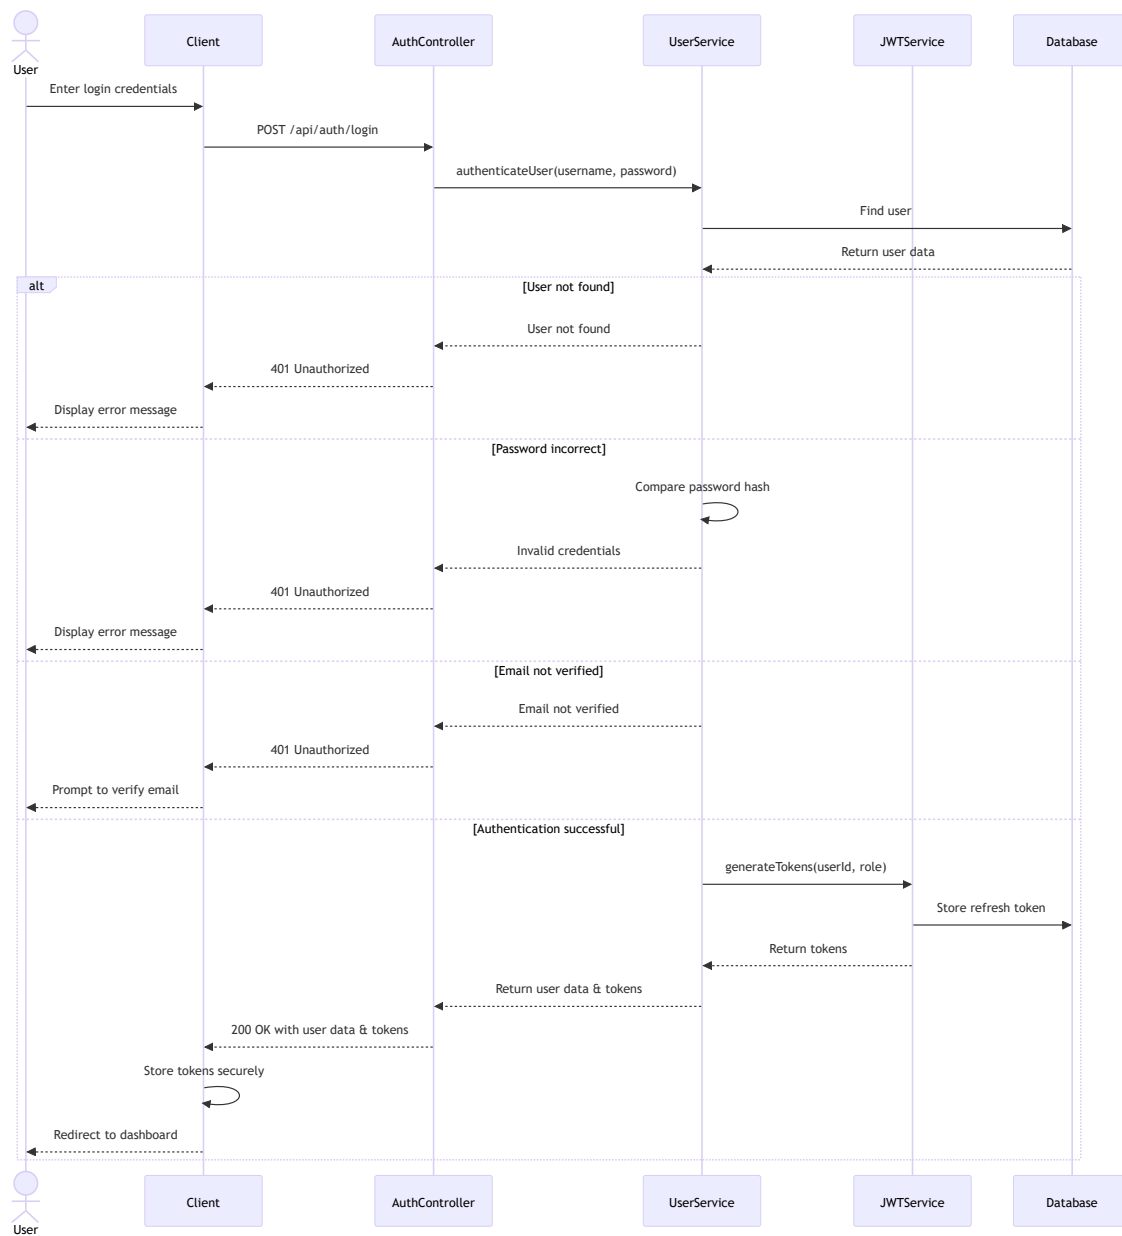 User
Client
AuthController
UserService
JWTService
Database
Enter login credentials
POST /api/auth/login
authenticateUser(username, password)
Find user
Return user data
alt
[User not found]
User not found
401 Unauthorized
Display error message
[Password incorrect]
Compare password hash
Invalid credentials
401 Unauthorized
Display error message
[Email not verified]
Email not verified
401 Unauthorized
Prompt to verify email
[Authentication successful]
generateTokens(userId, role)
Store refresh token
Return tokens
Return user data & tokens
200 OK with user data & tokens
Store tokens securely
Redirect to dashboard
User
Client
AuthController
UserService
JWTService
Database